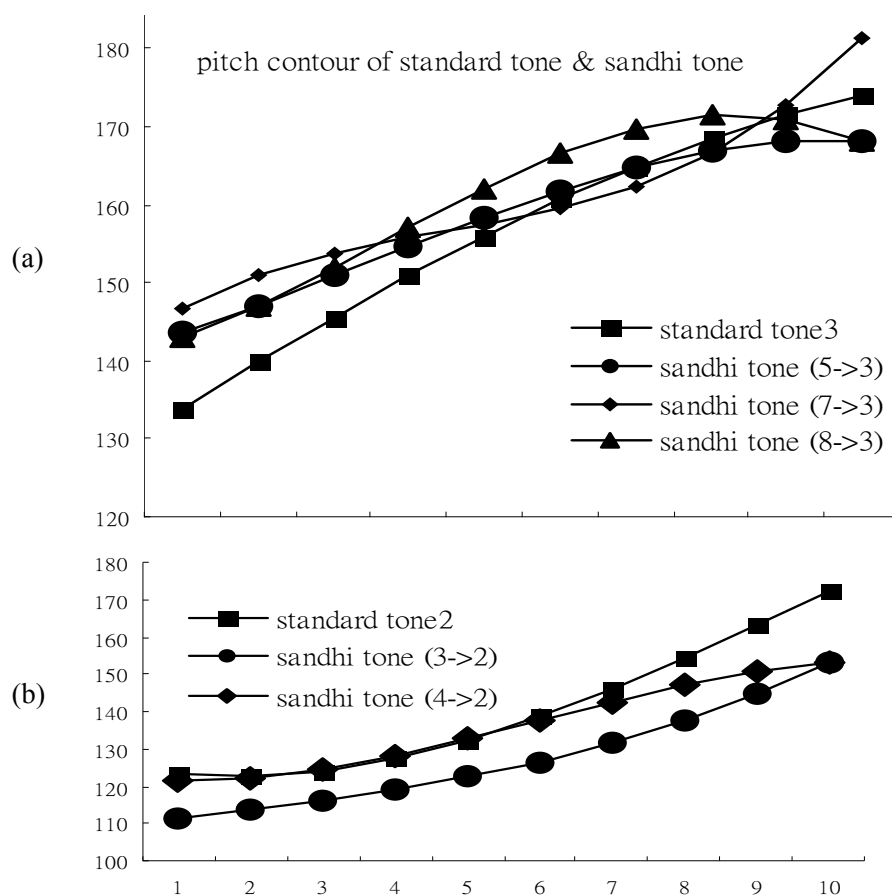 180
pitch contour of standard tone & sandhi tone
170
160
(a)
150
standard tone3
140
sandhi tone (5->3)
sandhi tone (7->3)
130
sandhi tone (8->3)
120
180
170
standard tone2
160
sandhi tone (3->2)
150
(b)
sandhi tone (4->2)
140
130
120
110
100
1 2 3 4 5 6 7 8 9 10